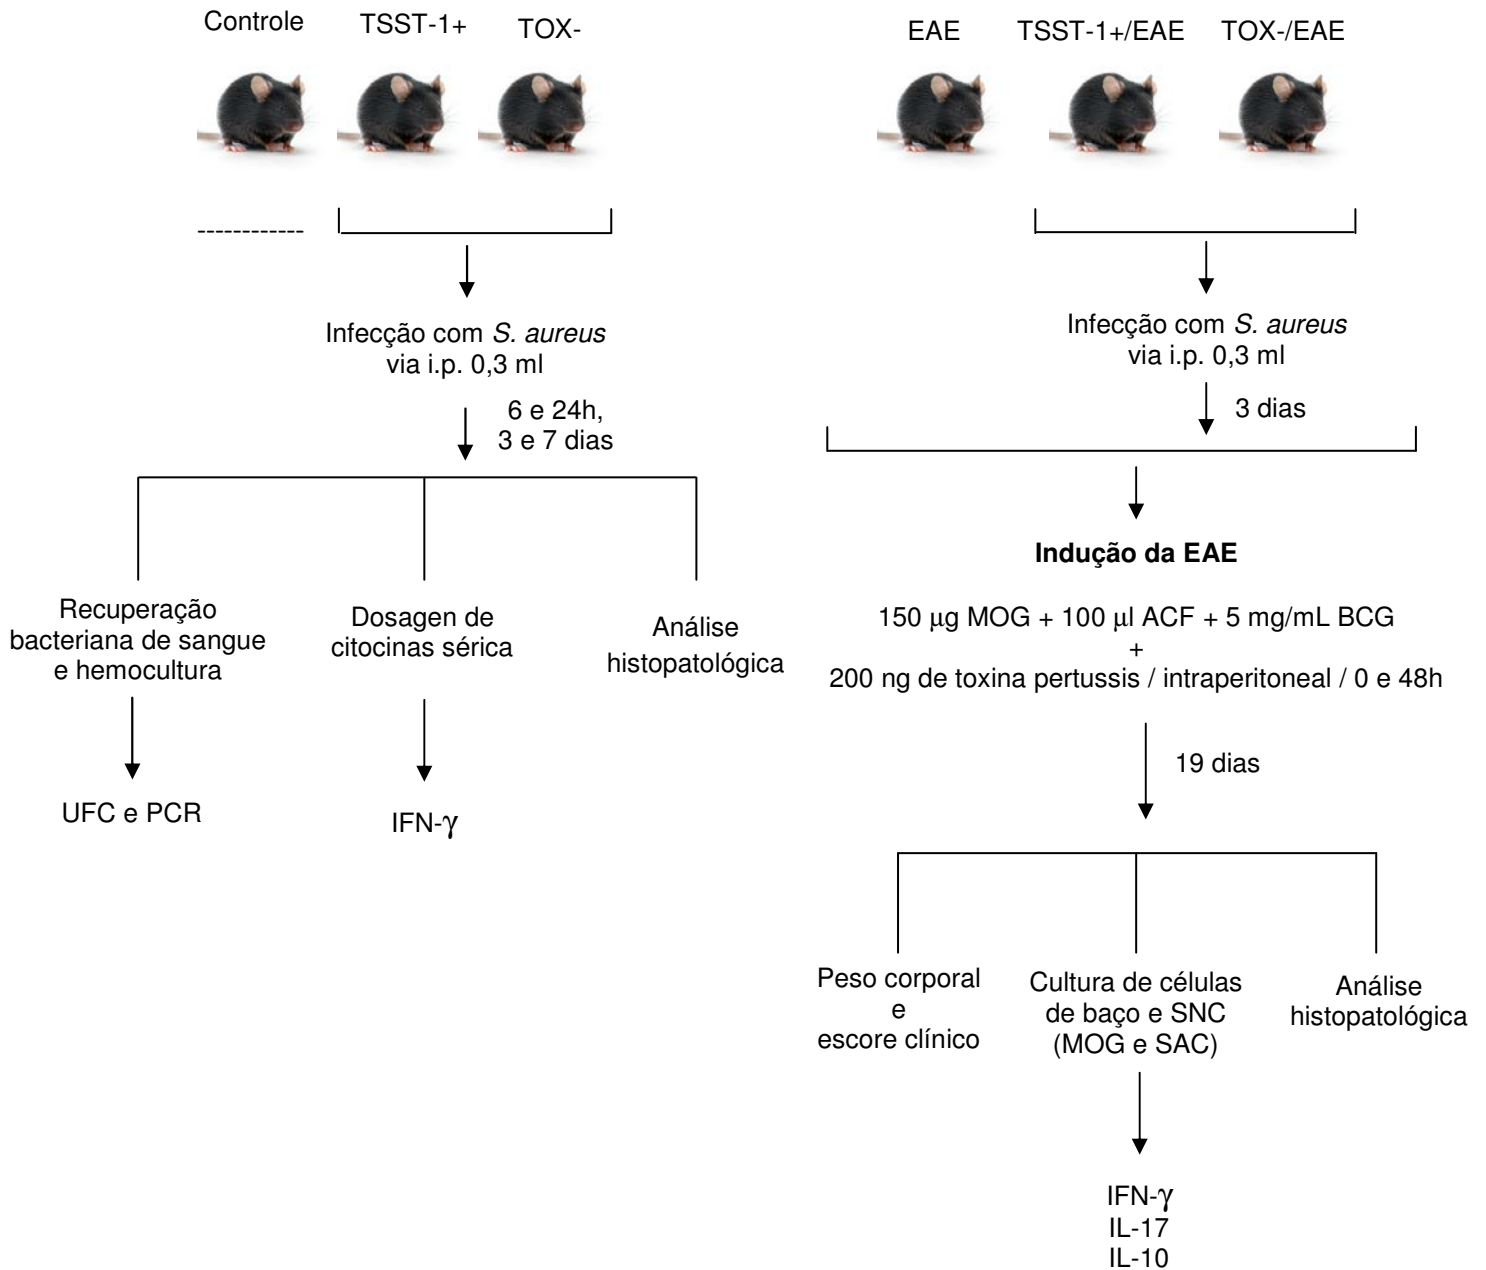 Controle
TSST-1+
TOX-
Infecção com S. aureus
via i.p. 0,3 ml
6 e 24h,
3 e 7 dias
Recuperação
bacteriana de sangue
e hemocultura
Dosagen de
citocinas sérica
Análise
histopatológica
UFC e PCR
IFN-γ
EAE
TSST-1+/EAE
TOX-/EAE
Infecção com S. aureus
via i.p. 0,3 ml
3 dias
Indução da EAE
150 µg MOG + 100 µl ACF + 5 mg/mL BCG
+
200 ng de toxina pertussis / intraperitoneal / 0 e 48h
19 dias
Peso corporal
e
escore clínico
Cultura de células
de baço e SNC
(MOG e SAC)
Análise
histopatológica
IFN-γ
IL-17
IL-10